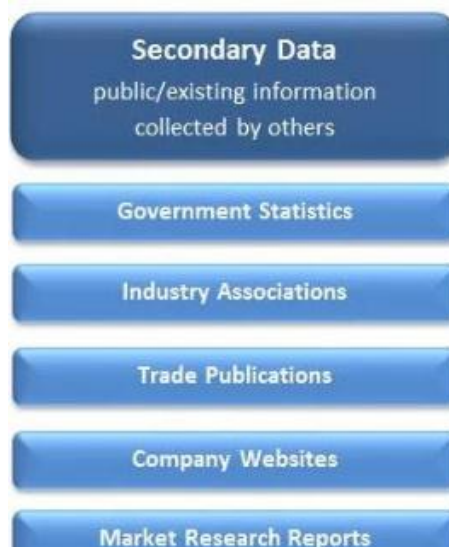 Secondary Data
public/existing information
collected by others
Government Statistics
Industry Associations
Trade Publications
Company Websites
Market Research Reports